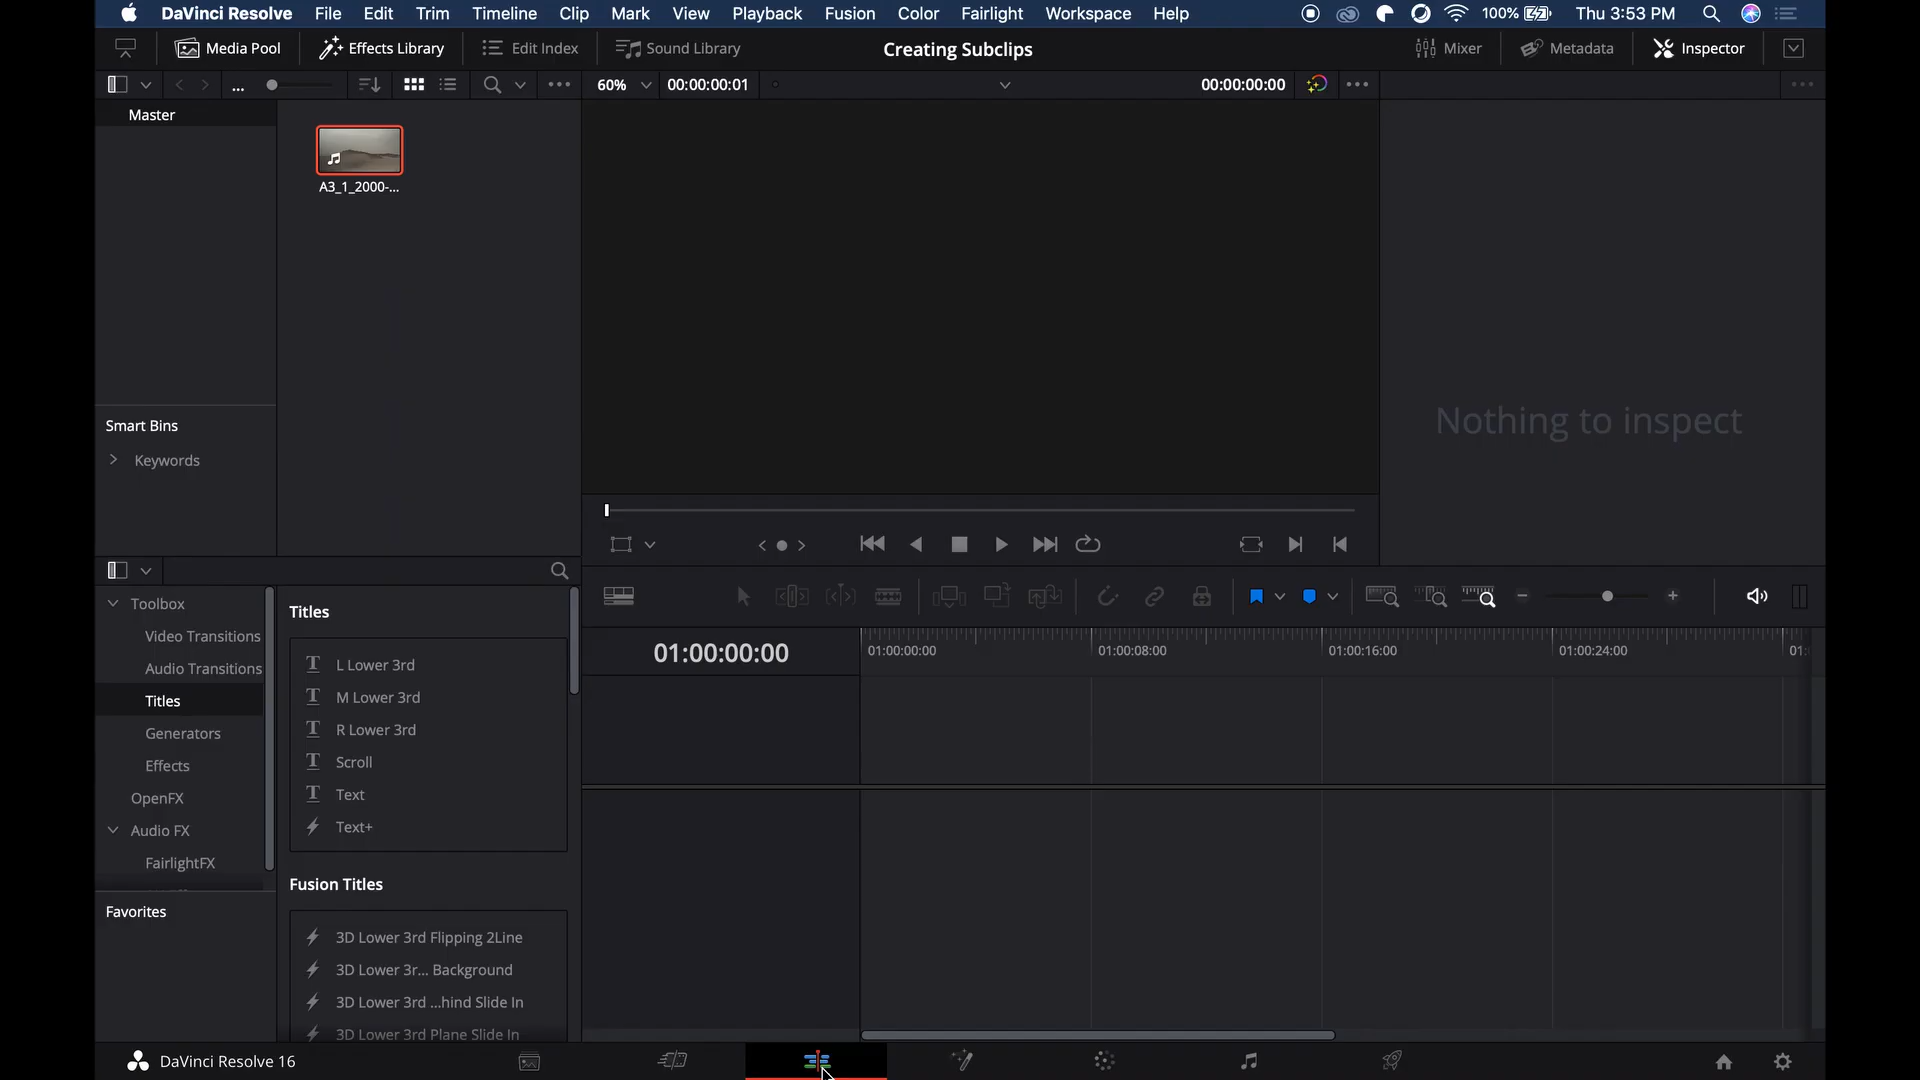 DaVinci Resolve File Edit Trim Timeline Clip Mark View Playback Fusion Color Fairlight Workspace Help 100% Thu 3:53 PM
Media Pool Effects Library Edit Index Sound Library Creating Subclips Mixer Metadata Inspector
... 60% 00:00:00:01 00:00:00:00
Master
A3_1_2000-...
Smart Bins
Keywords
Nothing to inspect
Toolbox
Video Transitions
Audio Transitions
Titles
Generators
Effects
OpenFX
Audio FX
FairlightFX
Favorites
Titles
L Lower 3rd
M Lower 3rd
R Lower 3rd
Scroll
Text
Text+
Fusion Titles
3D Lower 3rd Flipping 2Line
3D Lower 3r... Background
3D Lower 3rd ...hind Slide In
3D Lower 3rd Plane Slide In
01:00:00:00
01:00:00:00 01:00:08:00 01:00:16:00 01:00:24:00 01:
DaVinci Resolve 16